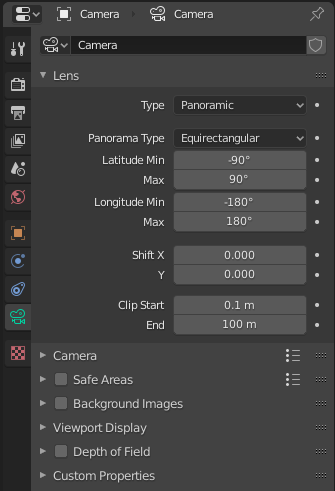 Camera Camera
Camera
Lens
Type Panoramic
Panorama Type Equirectangular
Latitude Min -90°
Max 90°
Longitude Min -180°
Max 180°
Shift X 0.000
Y 0.000
Clip Start 0.1 m
End 100 m
Camera
Safe Areas
Background Images
Viewport Display
Depth of Field
Custom Properties